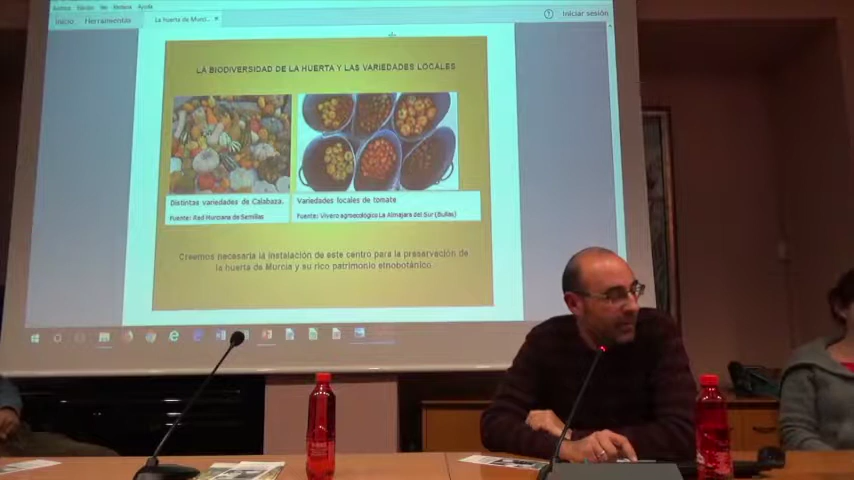 Inicio Herramientas
La huerta de Murci...
Iniciar sesión
LA BIODIVERSIDAD DE LA HUERTA Y LAS VARIEDADES LOCALES
Distintas variedades de Calabaza.
Fuente: Red Murciana de Semillas
Variedades locales de tomate
Fuente: Vivero agroecológico La Almajara del Sur (Bullas)
Creemos necesaria la instalación de este centro para la preservación de
la huerta de Murcia y su rico patrimonio etnobotánico.